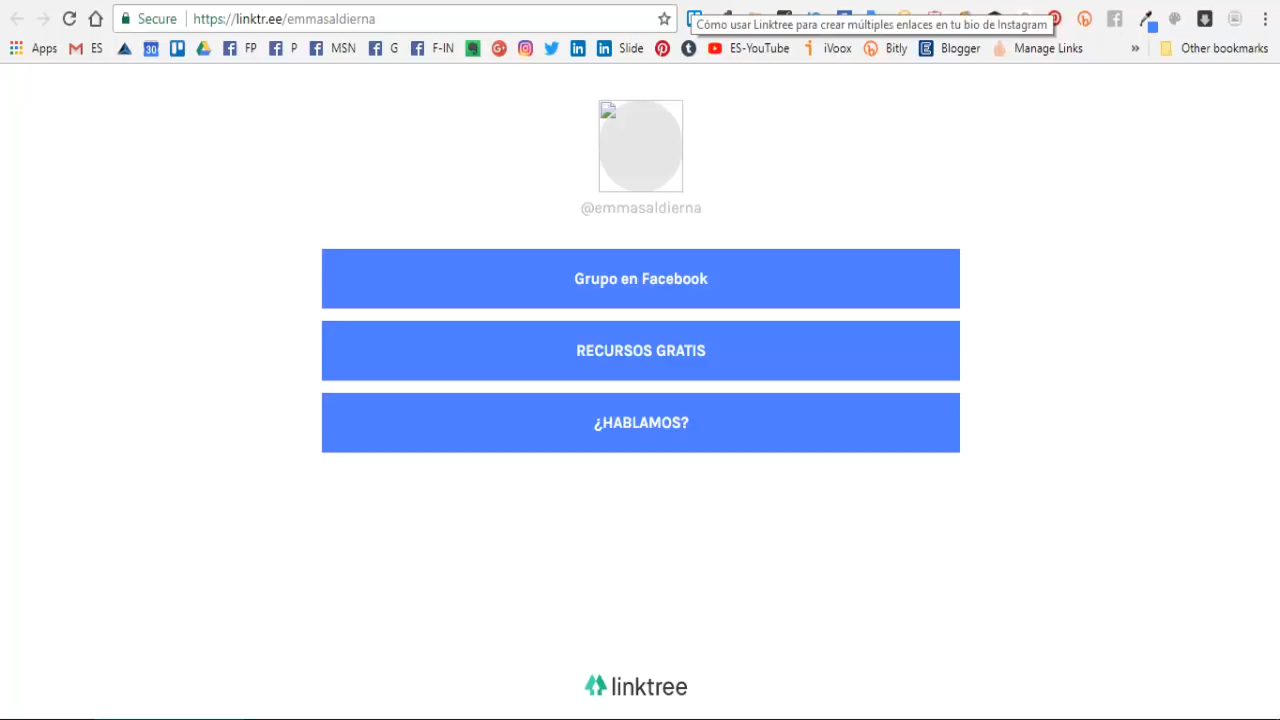 Secure https://linktr.ee/emmasaldierna
Cómo usar Linktree para crear múltiples enlaces en tu bio de Instagram
Apps ES 30 FP P MSN G F-IN Slide ES-YouTube iVoox Bitly Blogger Manage Links » Other bookmarks
@emmasaldierna
Grupo en Facebook
RECURSOS GRATIS
¿HABLAMOS?
linktree